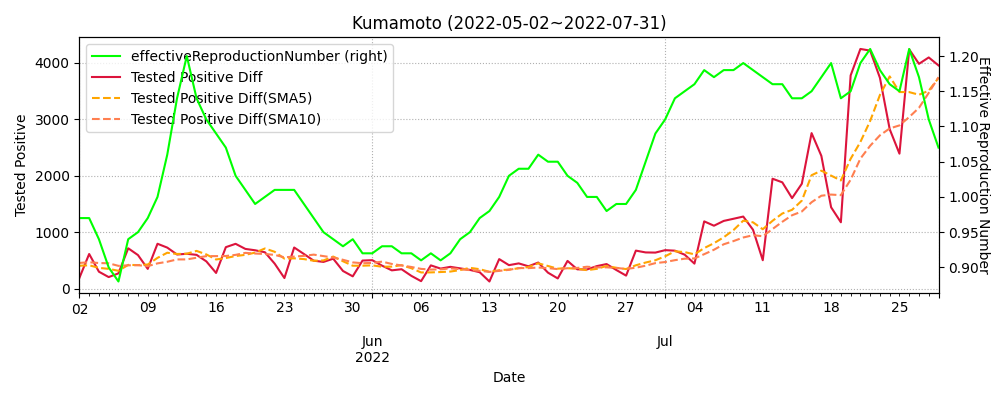 Kumamoto (2022-05-02~2022-07-31)
effectiveReproductionNumber (right)
Tested Positive Diff
Tested Positive Diff(SMA5)
Tested Positive Diff(SMA10)
Tested Positive
4000
3000
2000
1000
0
1.20
1.15
1.10
1.05
1.00
0.95
0.90
Effective Reproduction Number
02 09 16 23 30 06 13 20 27 04 11 18 25
Jun Jul
2022
Date